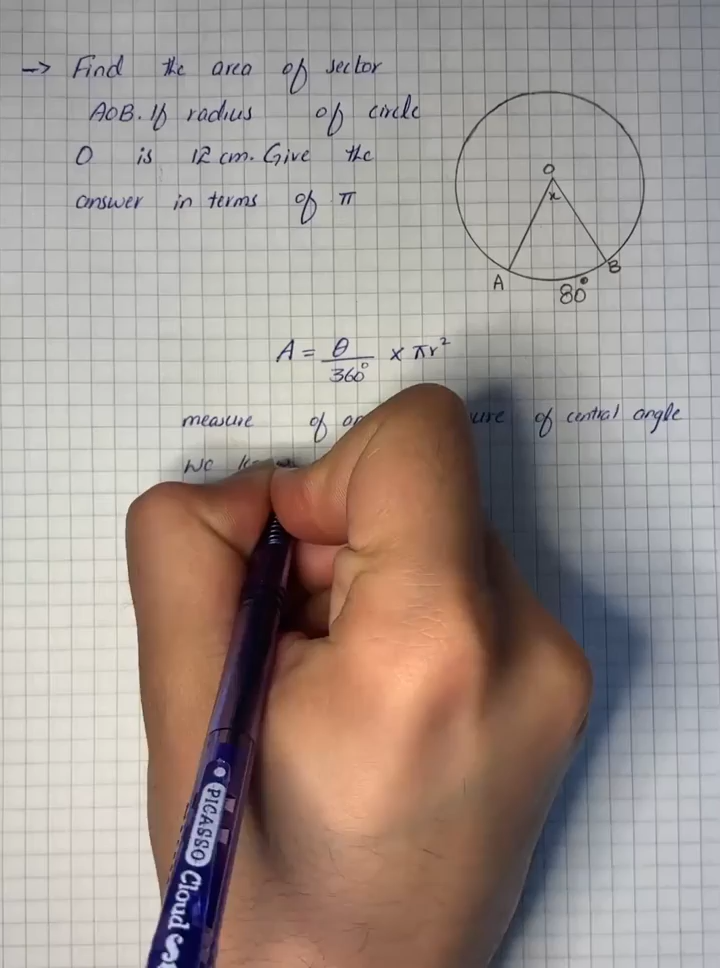 → Find the area of sector
AOB. If radius of circle
O is 12 cm. Give the
answer in terms of π
O
x
A
B
80°
A = θ/360° × πr²
measure of of central angle
we
PICASSO Cloud